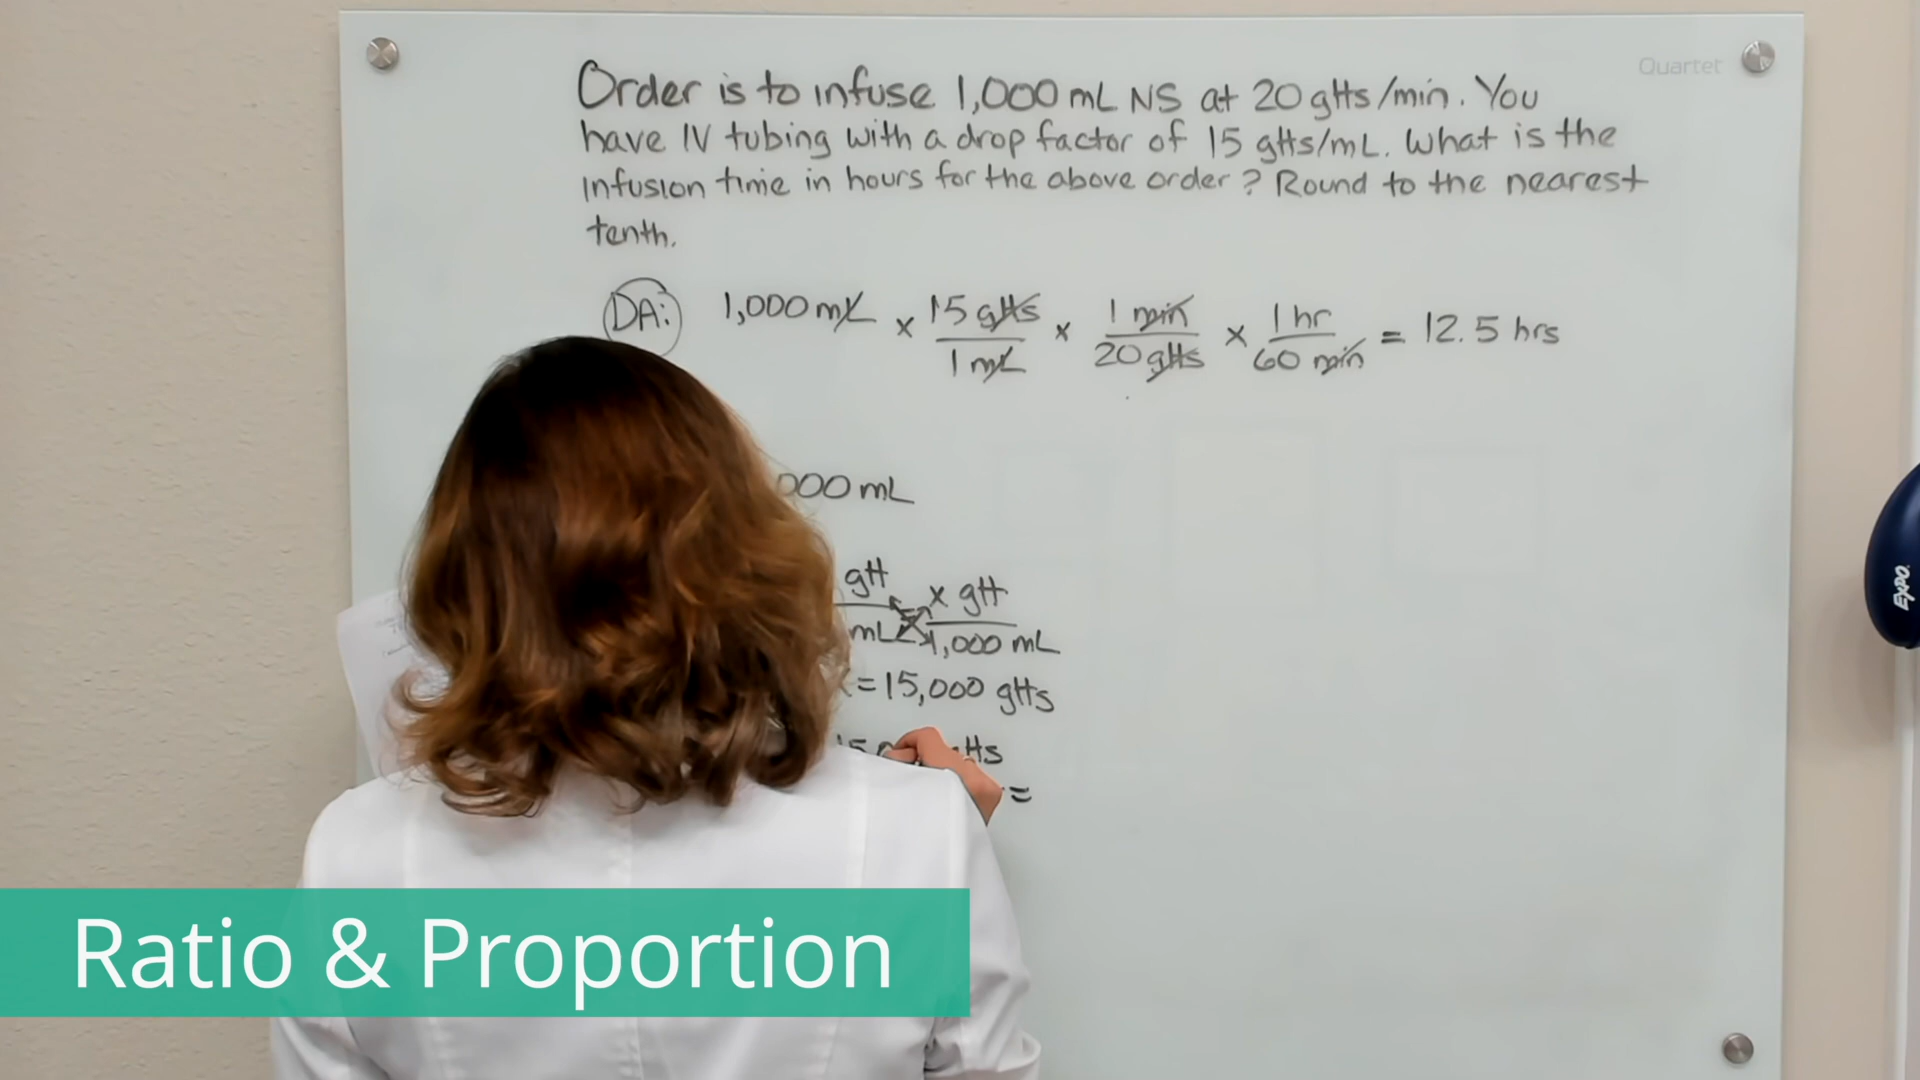 Quartet
Order is to infuse 1,000 mL NS at 20 gtts/min. You
have IV tubing with a drop factor of 15 gtts/mL. What is the
infusion time in hours for the above order? Round to the nearest
tenth.
DA: 1,000 mL x 15 gtts / 1 mL x 1 min / 20 gtts x 1 hr / 60 min = 12.5 hrs
000 mL
gtt x gtt
mL 1,000 mL
= 15,000 gtts
gtts
=
EXPO
Ratio & Proportion